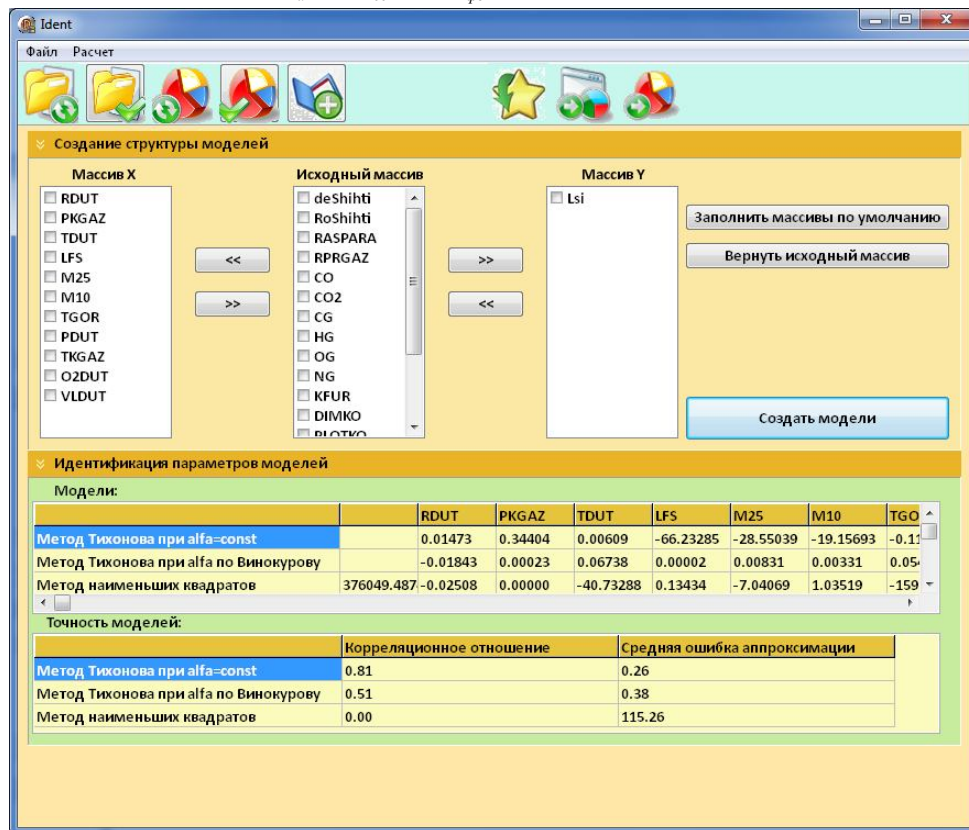 Ident
Файл Расчет
Создание структуры моделей
Массив X
RDUT
PKGAZ
TDUT
LFS
M25
M10
TGOR
PDUT
TKGAZ
O2DUT
VLDUT
<<
>>
Исходный массив
deShihti
RoShihti
RASPARA
RPRGAZ
CO
CO2
CG
HG
OG
NG
KFUR
DIMKO
PLOTKO
>>
<<
Массив Y
Lsi
Заполнить массивы по умолчанию
Вернуть исходный массив
Создать модели
Идентификация параметров моделей
Модели:
RDUT PKGAZ TDUT LFS M25 M10 TGO
Метод Тихонова при alfa=const 0.01473 0.34404 0.00609 -66.23285 -28.55039 -19.15693 -0.11
Метод Тихонова при alfa по Винокурову -0.01843 0.00023 0.06738 0.00002 0.00831 0.00331 0.05
Метод наименьших квадратов 376049.487 -0.02508 0.00000 -40.73288 0.13434 -7.04069 1.03519 -159
Точность моделей:
Корреляционное отношение Средняя ошибка аппроксимации
Метод Тихонова при alfa=const 0.81 0.26
Метод Тихонова при alfa по Винокурову 0.51 0.38
Метод наименьших квадратов 0.00 115.26